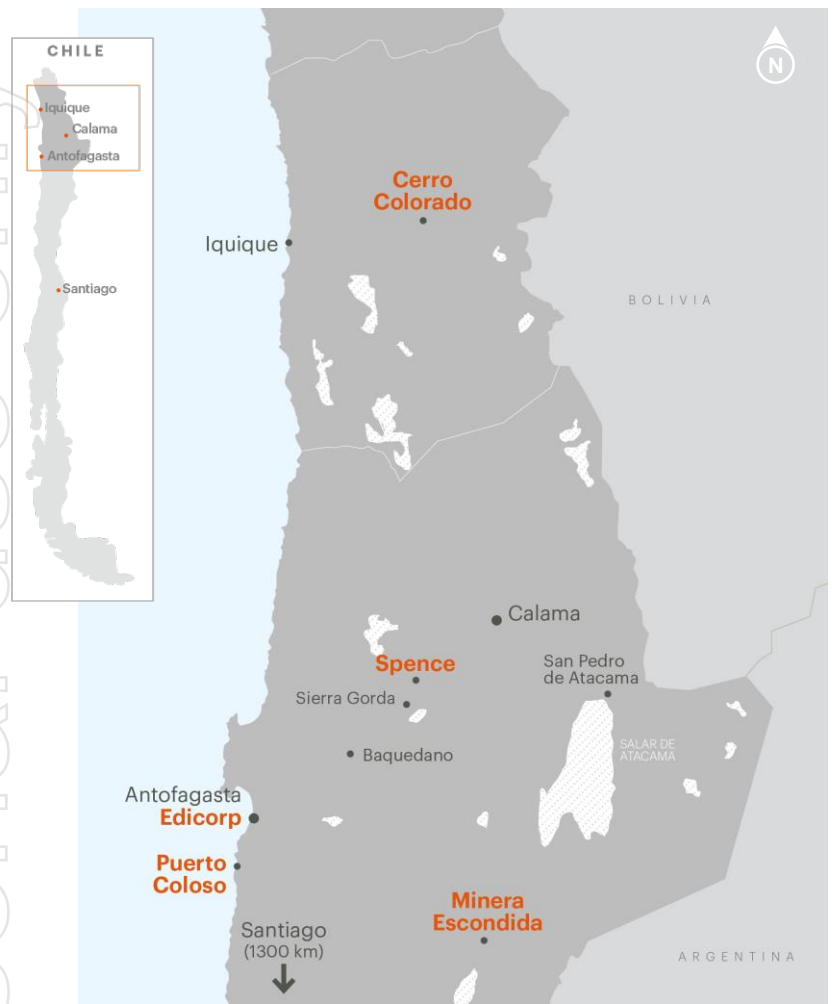 CHILE
Iquique
Calama
Antofagasta
Santiago
N
Cerro
Colorado
Iquique
BOLIVIA
Calama
Spence
San Pedro
de Atacama
Sierra Gorda
SALAR DE
ATACAMA
Baquedano
Antofagasta
Edicorp
Puerto
Coloso
Minera
Escondida
Santiago
(1300 km)
ARGENTINA